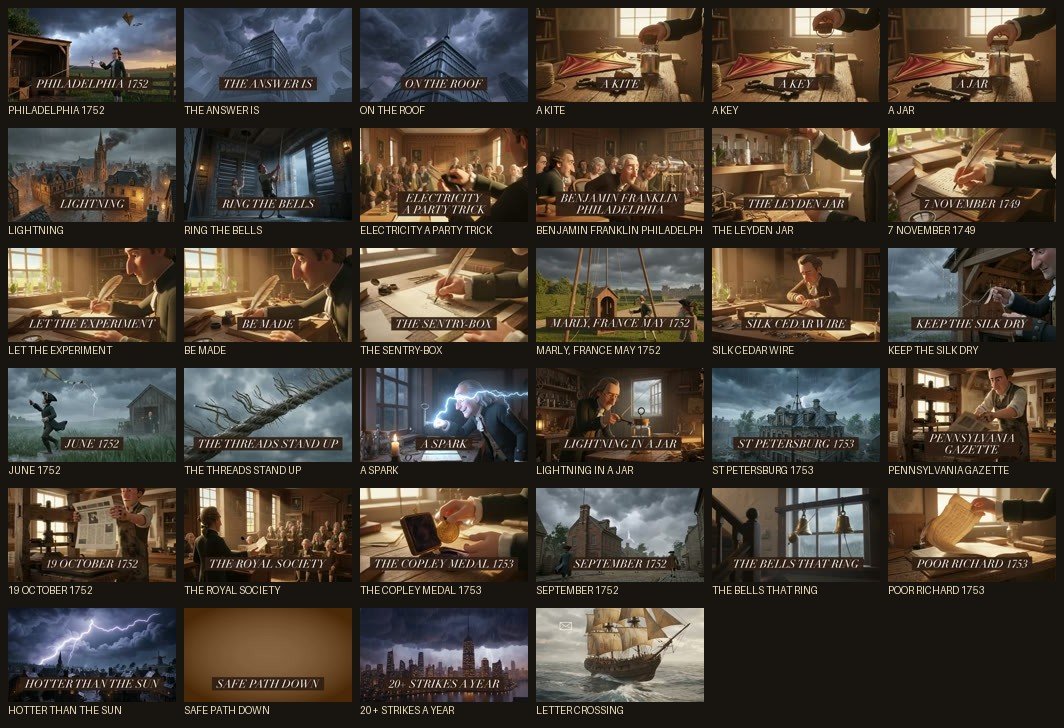 PHILADELPHIA 1752
THE ANSWER IS
ON THE ROOF
A KITE
A KEY
A JAR
PHILADELPHIA 1752
THE ANSWER IS
ON THE ROOF
A KITE
A KEY
A JAR
LIGHTNING
RING THE BELLS
ELECTRICITY
A PARTY TRICK
BENJAMIN FRANKLIN
PHILADELPHIA
THE LEYDEN JAR
7 NOVEMBER 1749
LIGHTNING
RING THE BELLS
ELECTRICITY A PARTY TRICK
BENJAMIN FRANKLIN PHILADELPH
THE LEYDEN JAR
7 NOVEMBER 1749
LET THE EXPERIMENT
BE MADE
THE SENTRY-BOX
MARLY, FRANCE MAY 1752
SILK CEDAR WIRE
KEEP THE SILK DRY
LET THE EXPERIMENT
BE MADE
THE SENTRY-BOX
MARLY, FRANCE MAY 1752
SILK CEDAR WIRE
KEEP THE SILK DRY
JUNE 1752
THE THREADS STAND UP
A SPARK
LIGHTNING IN A JAR
ST PETERSBURG 1753
PENNSYLVANIA
GAZETTE
JUNE 1752
THE THREADS STAND UP
A SPARK
LIGHTNING IN A JAR
ST PETERSBURG 1753
PENNSYLVANIA GAZETTE
19 OCTOBER 1752
THE ROYAL SOCIETY
THE COPLEY MEDAL 1753
SEPTEMBER 1752
THE BELLS THAT RING
POOR RICHARD 1753
19 OCTOBER 1752
THE ROYAL SOCIETY
THE COPLEY MEDAL 1753
SEPTEMBER 1752
THE BELLS THAT RING
POOR RICHARD 1753
HOTTER THAN THE SUN
SAFE PATH DOWN
20+ STRIKES A YEAR
HOTTER THAN THE SUN
SAFE PATH DOWN
20+ STRIKES A YEAR
LETTER CROSSING